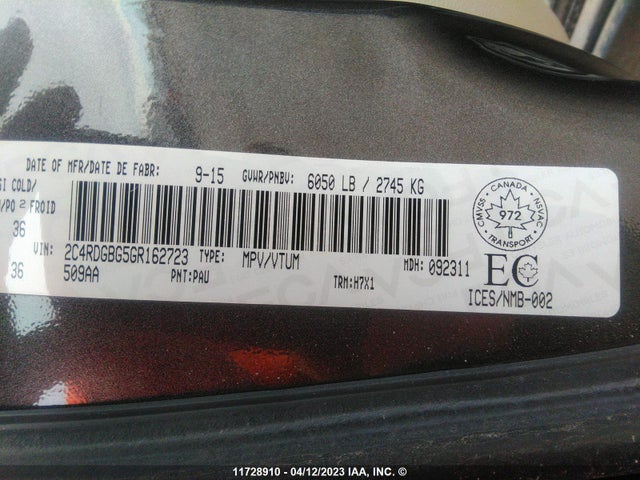 DATE OF MFR/DATE DE FABR: 9-15 GVWR/PNBV: 6050 LB / 2745 KG
SI COLD/
/PO 2 FROID
36
VIN: 2C4RDGBG5GR162723 TYPE: MPV/VTUM MDH: 092311
36 509AA PNT:PAU TRM:H7X1
CANADA
CMVSS NSVAC
972
TRANSPORT
EC
ICES/NMB-002
11728910 - 04/12/2023 IAA, INC. ©